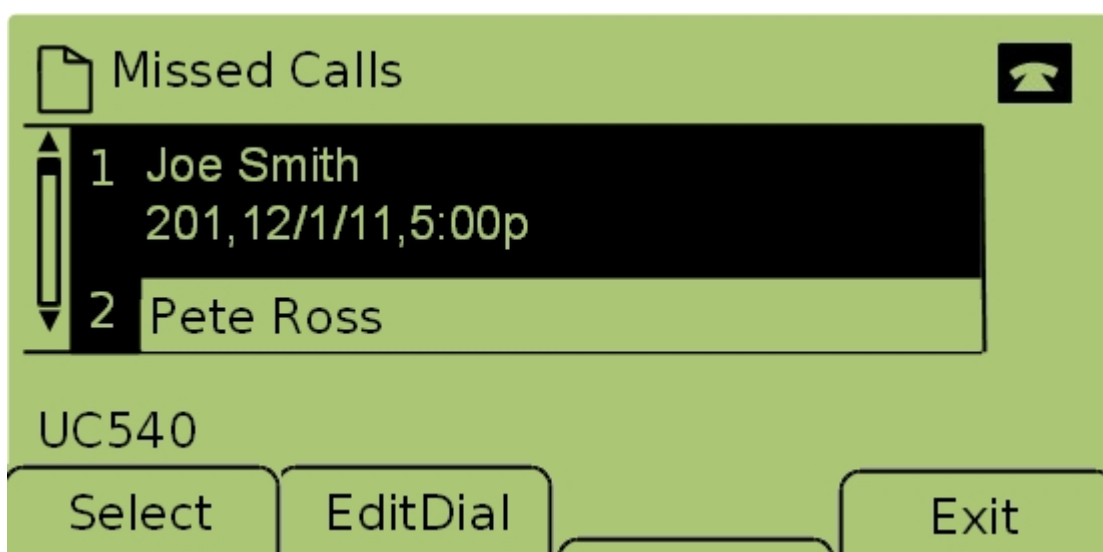 Missed Calls
1 Joe Smith
201,12/1/11,5:00p
2 Pete Ross
UC540
Select EditDial Exit